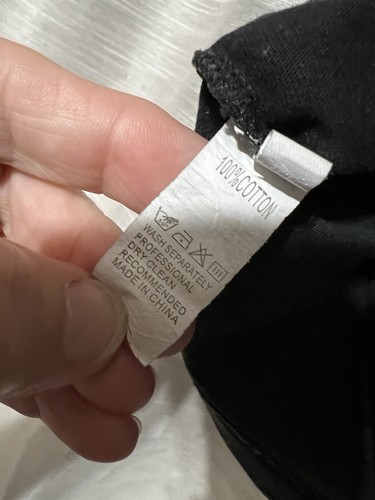 100%COTTON
WASH SEPARATELY
PROFESSIONAL
DRY CLEAN
RECOMMENDED
MADE IN CHINA